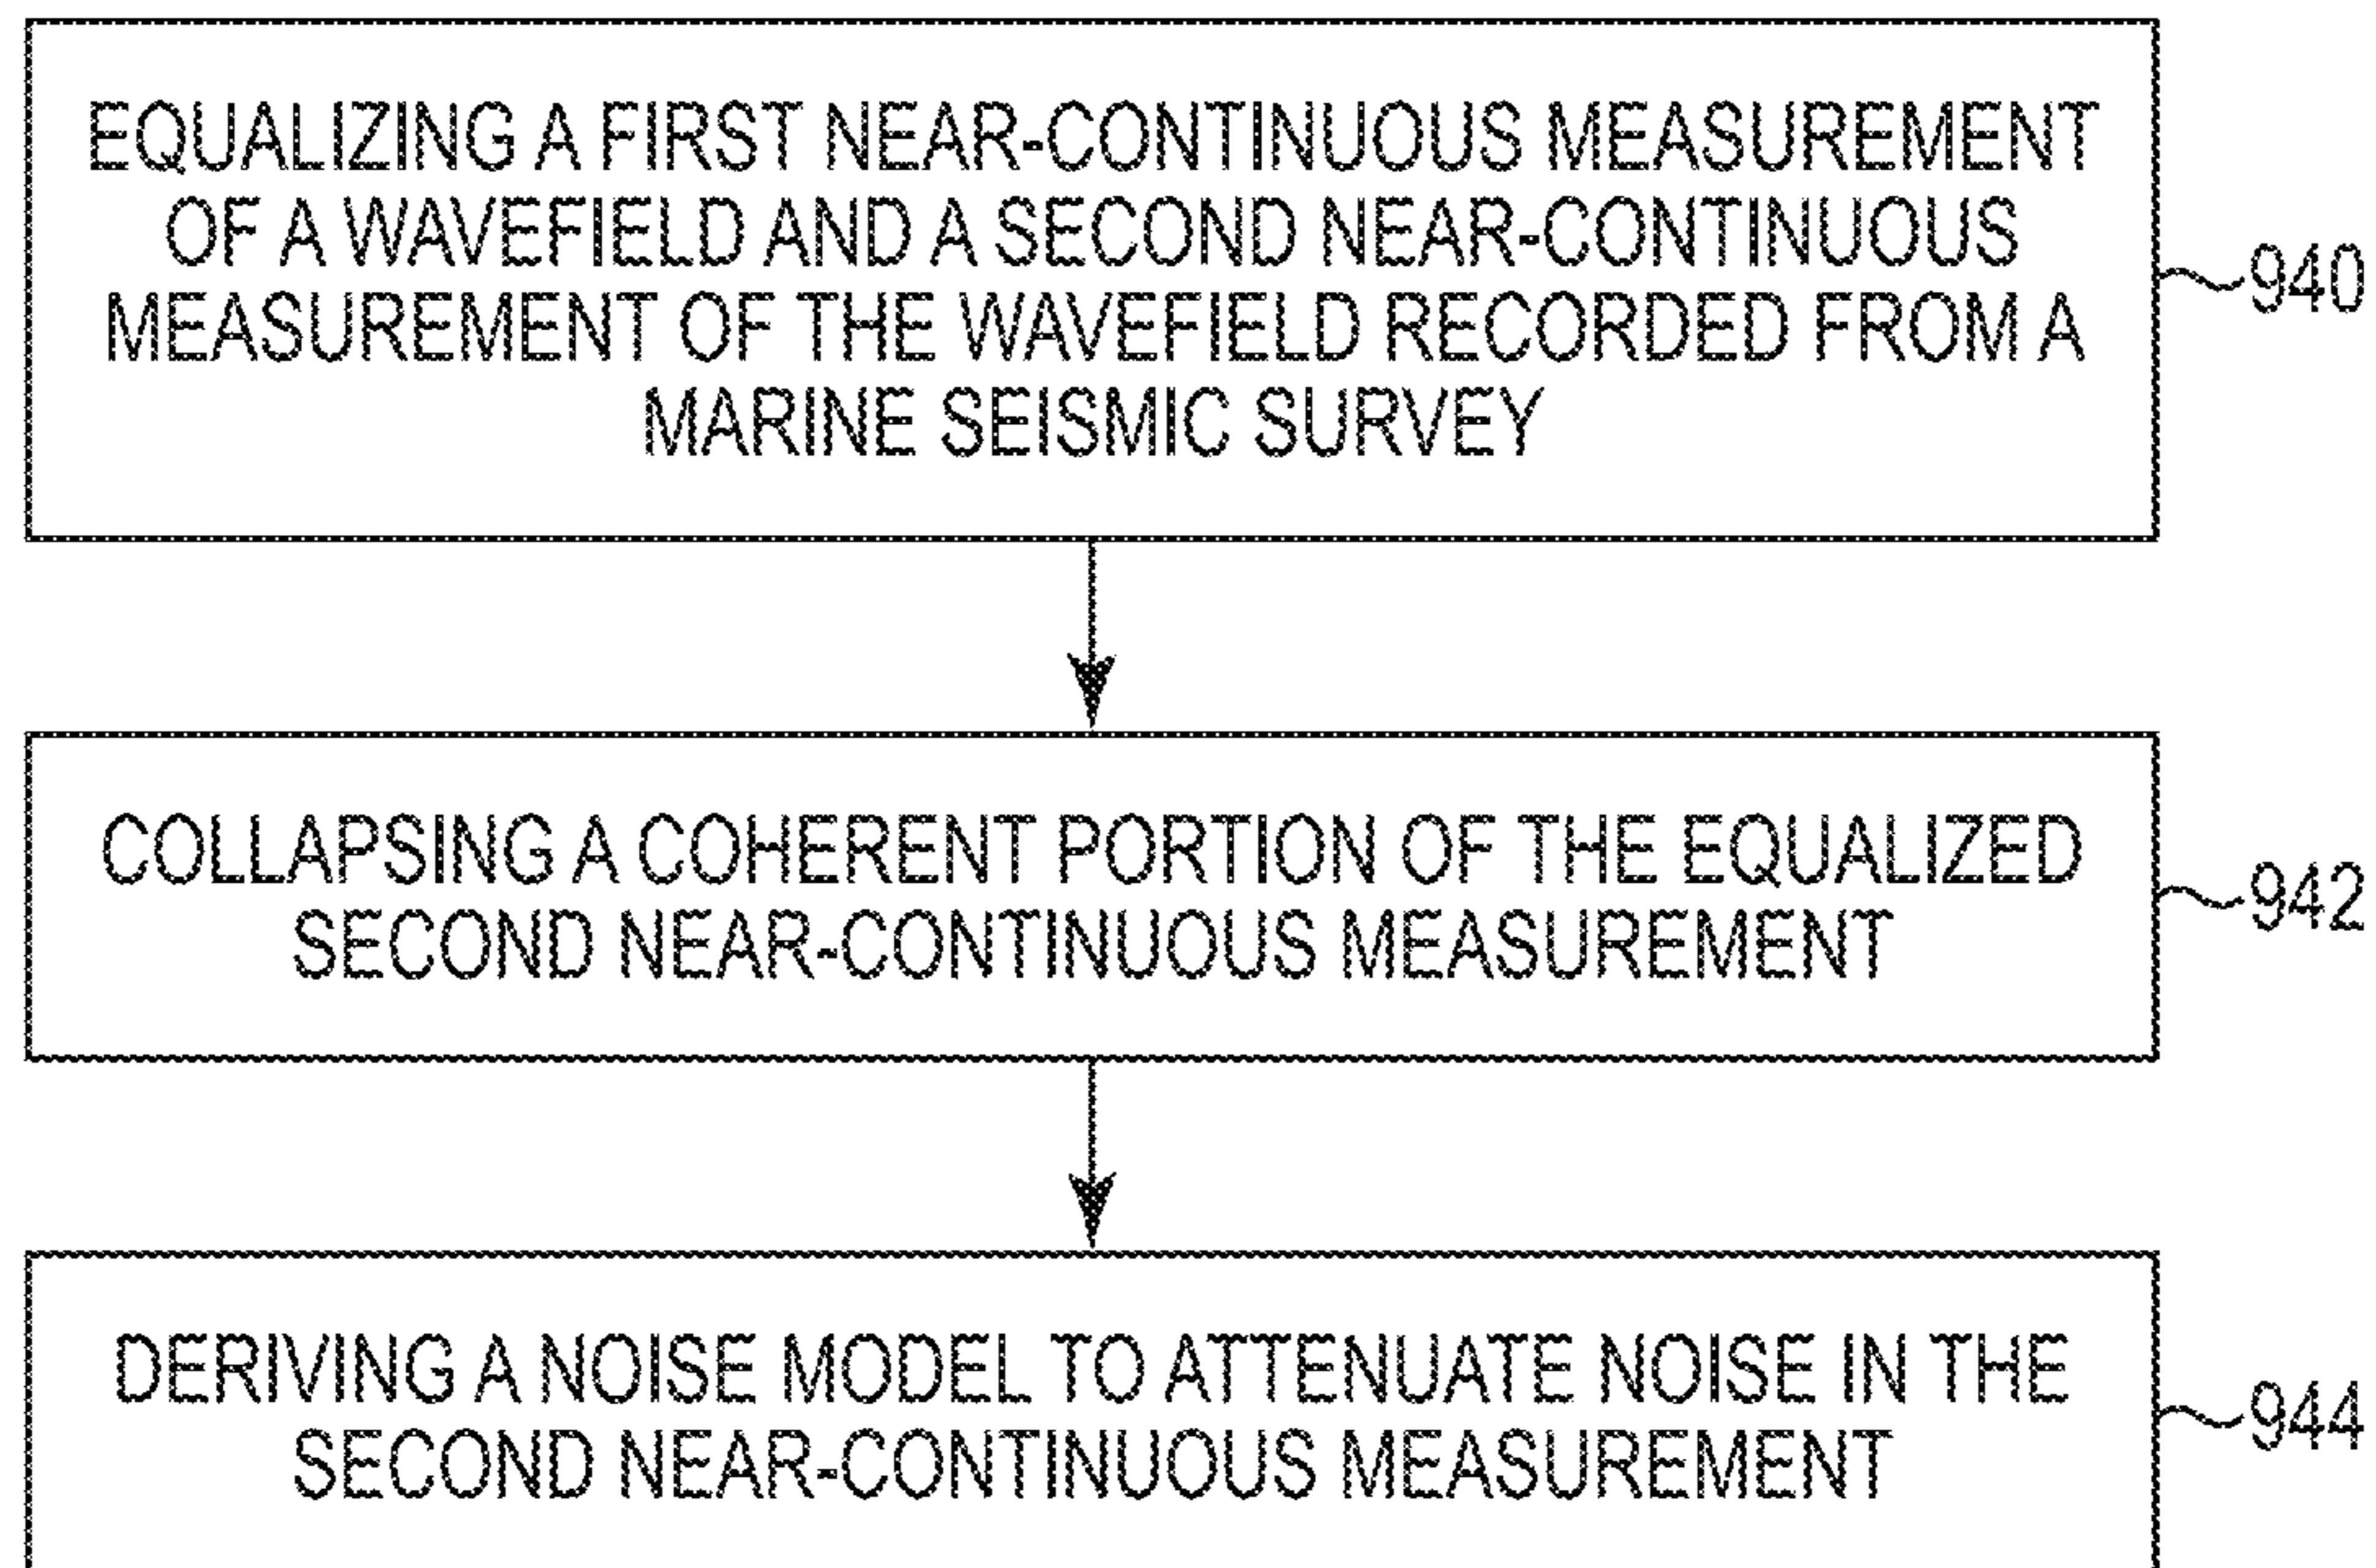 EQUALIZING A FIRST NEAR-CONTINUOUS MEASUREMENT
OF A WAVEFIELD AND A SECOND NEAR-CONTINUOUS
MEASUREMENT OF THE WAVEFIELD RECORDED FROM A
MARINE SEISMIC SURVEY
940
COLLAPSING A COHERENT PORTION OF THE EQUALIZED
SECOND NEAR-CONTINUOUS MEASUREMENT
942
DERIVING A NOISE MODEL TO ATTENUATE NOISE IN THE
SECOND NEAR-CONTINUOUS MEASUREMENT
944